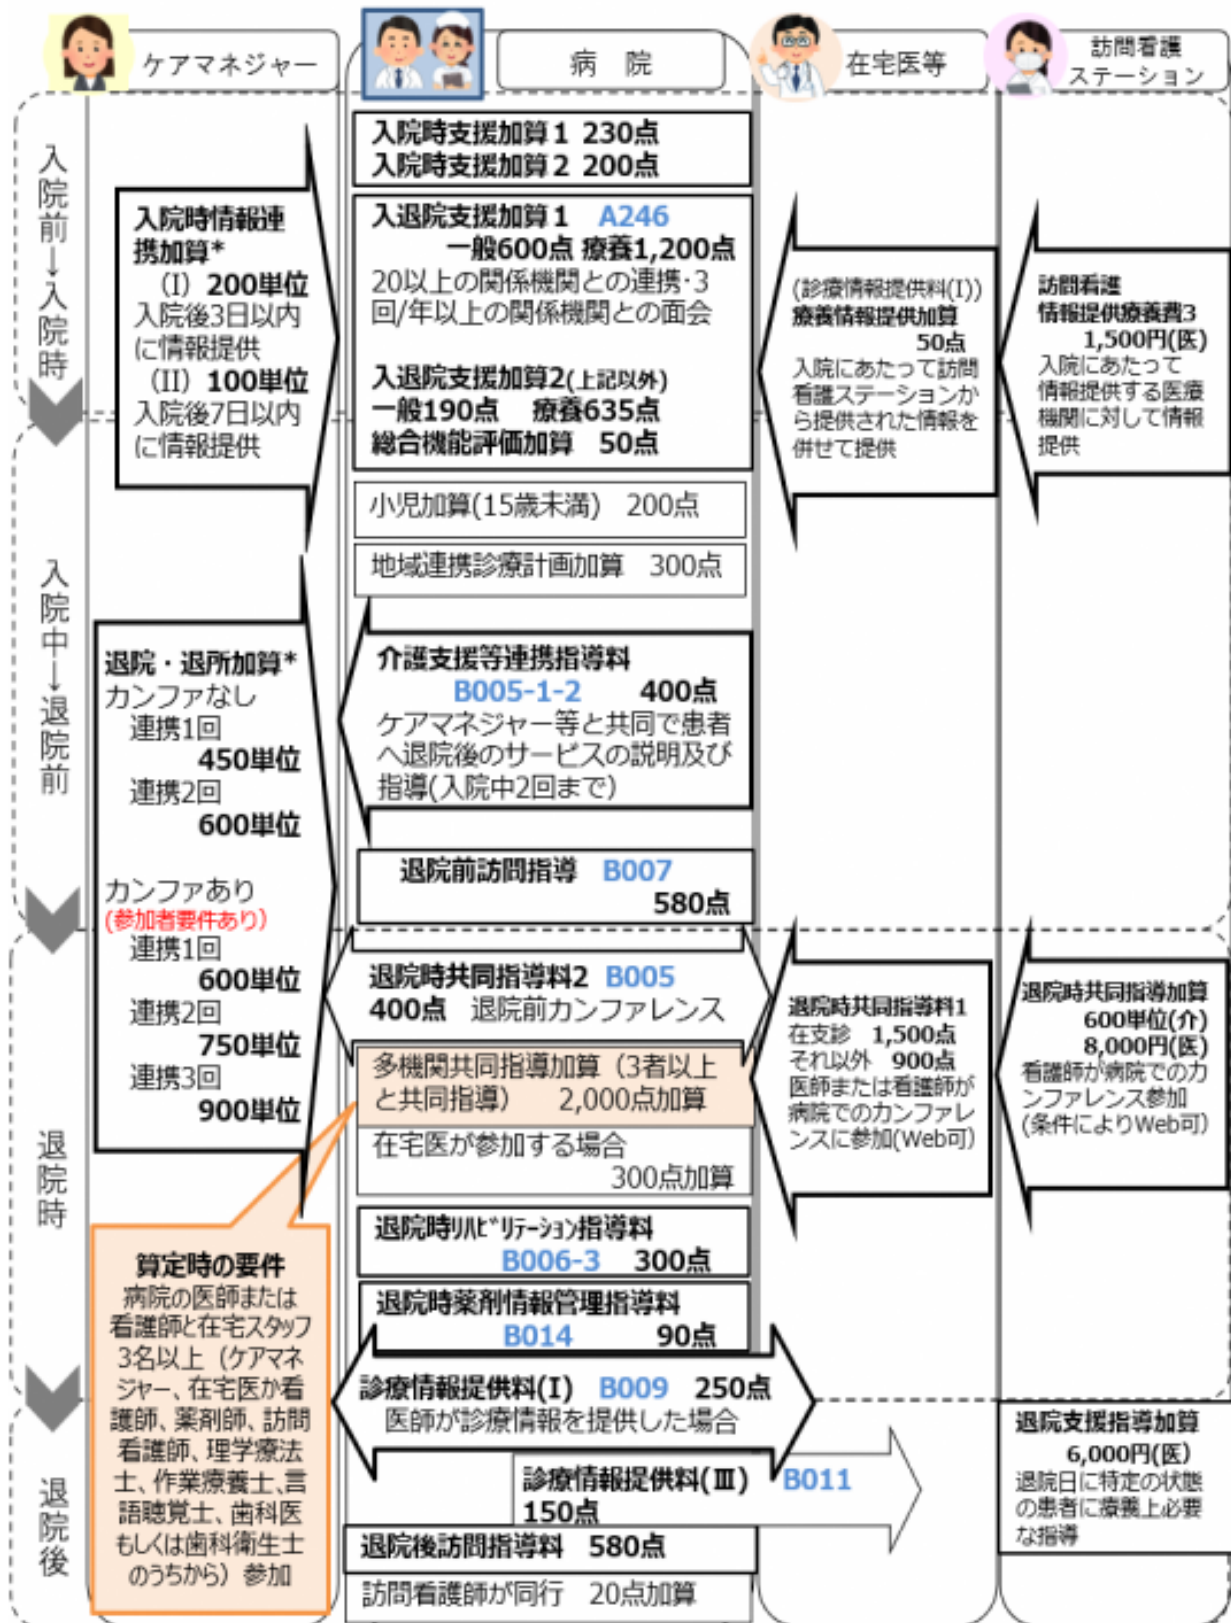 ケアマネジャー
病 院
在宅医等
訪問看護
ステーション
入院前→入院時
入院時情報連
携加算*
(I) 200単位
入院後3日以内
に情報提供
(II) 100単位
入院後7日以内
に情報提供
入院時支援加算1 230点
入院時支援加算2 200点
入退院支援加算1 A246
一般600点 療養1,200点
20以上の関係機関との連携・3
回/年以上の関係機関との面会
入退院支援加算2(上記以外)
一般190点 療養635点
総合機能評価加算 50点
小児加算(15歳未満) 200点
地域連携診療計画加算 300点
(診療情報提供料(I))
療養情報提供加算
50点
入院にあたって訪問
看護ステーションか
ら提供された情報を
併せて提供
訪問看護
情報提供療養費3
1,500円(医)
入院にあたって
情報提供する医療
機関に対して情報
提供
入院中→退院前
退院・退所加算*
カンファなし
連携1回
450単位
連携2回
600単位
カンファあり
(参加者要件あり)
連携1回
600単位
連携2回
750単位
連携3回
900単位
介護支援等連携指導料
B005-1-2 400点
ケアマネジャー等と共同で患者
へ退院後のサービスの説明及び
指導(入院中2回まで)
退院前訪問指導 B007
580点
退院時
退院時共同指導料2 B005
400点 退院前カンファレンス
多機関共同指導加算(3者以上
と共同指導) 2,000点加算
在宅医が参加する場合
300点加算
退院時共同指導料1
在支診 1,500点
それ以外 900点
医師または看護師が
病院でのカンファレ
ンスに参加(Web可)
退院時共同指導加算
600単位(介)
8,000円(医)
看護師が病院でのカ
ンファレンス参加
(条件によりWeb可)
退院時リハビリテーション指導料
B006-3 300点
退院時薬剤情報管理指導料
B014 90点
算定時の要件
病院の医師または
看護師と在宅スタッフ
3名以上(ケアマネ
ジャー、在宅医か看
護師、薬剤師、訪問
看護師、理学療法
士、作業療養士、言
語聴覚士、歯科医
もしくは歯科衛生士
のうちから)参加
診療情報提供料(I) B009 250点
医師が診療情報を提供した場合
退院後
診療情報提供料(Ⅲ) B011
150点
退院後訪問指導料 580点
訪問看護師が同行 20点加算
退院支援指導加算
6,000円(医)
退院日に特定の状態
の患者に療養上必要
な指導